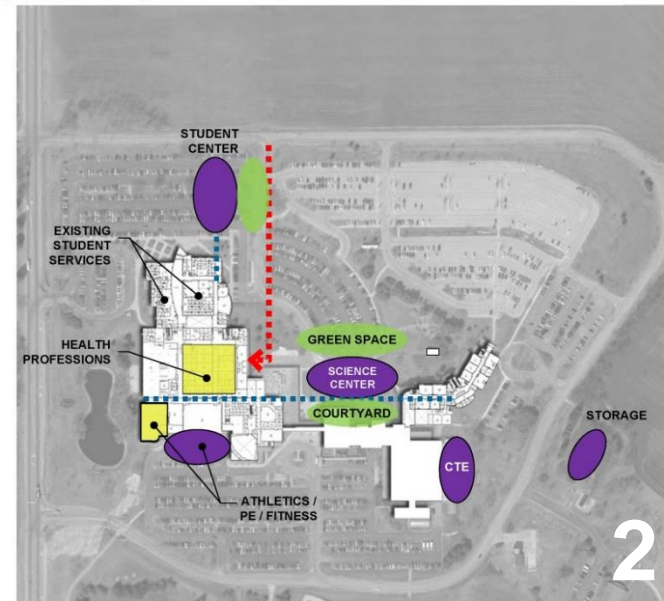 STUDENT
CENTER
EXISTING
STUDENT
SERVICES
HEALTH
PROFESSIONS
GREEN SPACE
SCIENCE
CENTER
COURTYARD
STORAGE
CTE
ATHLETICS /
PE / FITNESS
2